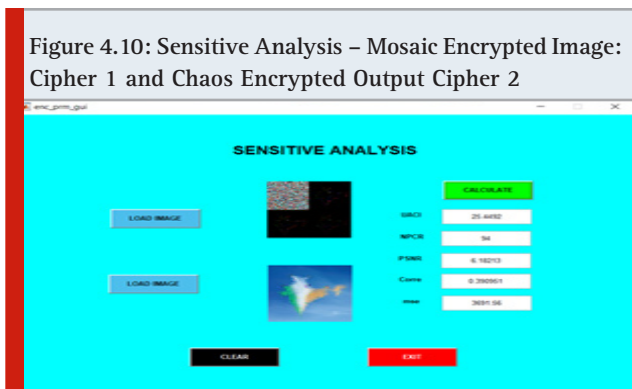 Figure 4.10: Sensitive Analysis – Mosaic Encrypted Image:
Cipher 1 and Chaos Encrypted Output Cipher 2
enc_prm_gui
SENSITIVE ANALYSIS
CALCULATE
LOAD IMAGE
UACI 25.4492
NPCR 94
PSNR 6.18213
LOAD IMAGE
Corre 0.390951
mse 3691.56
CLEAR
EXIT